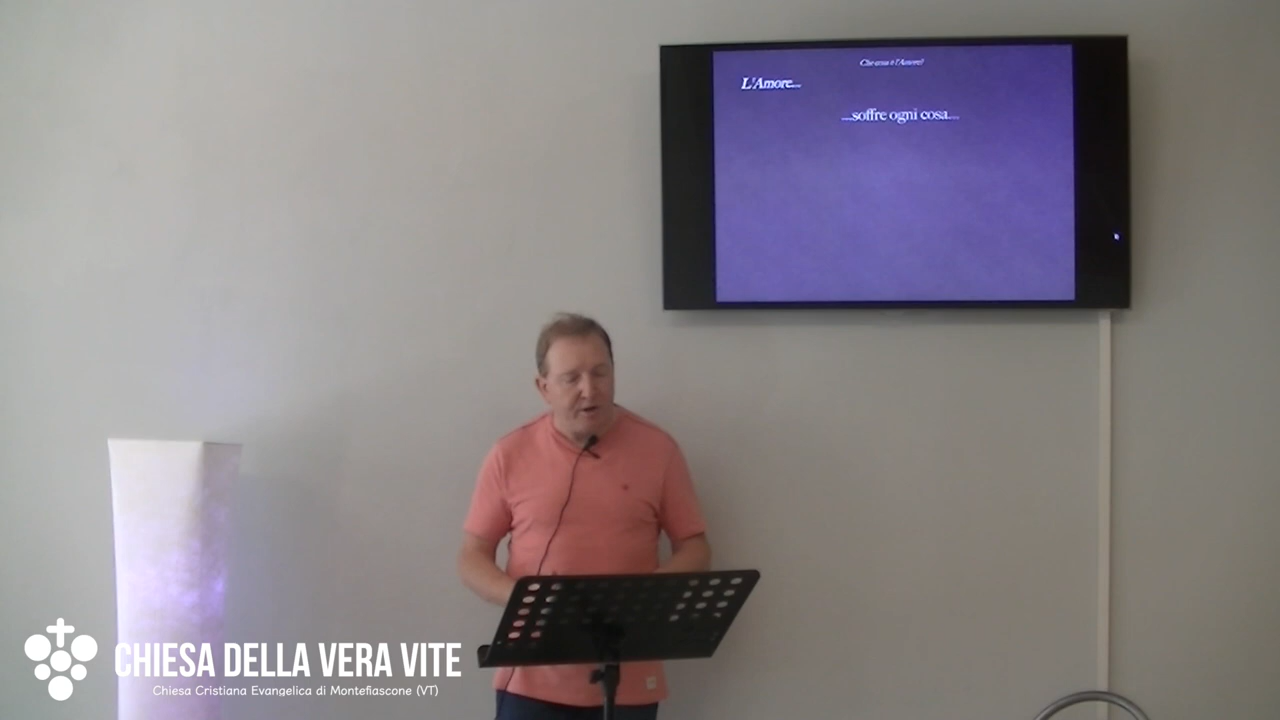 Che cosa è l'Amore?
L'Amore....
....soffre ogni cosa....
CHIESA DELLA VERA VITE
Chiesa Cristiana Evangelica di Montefiascone (VT)